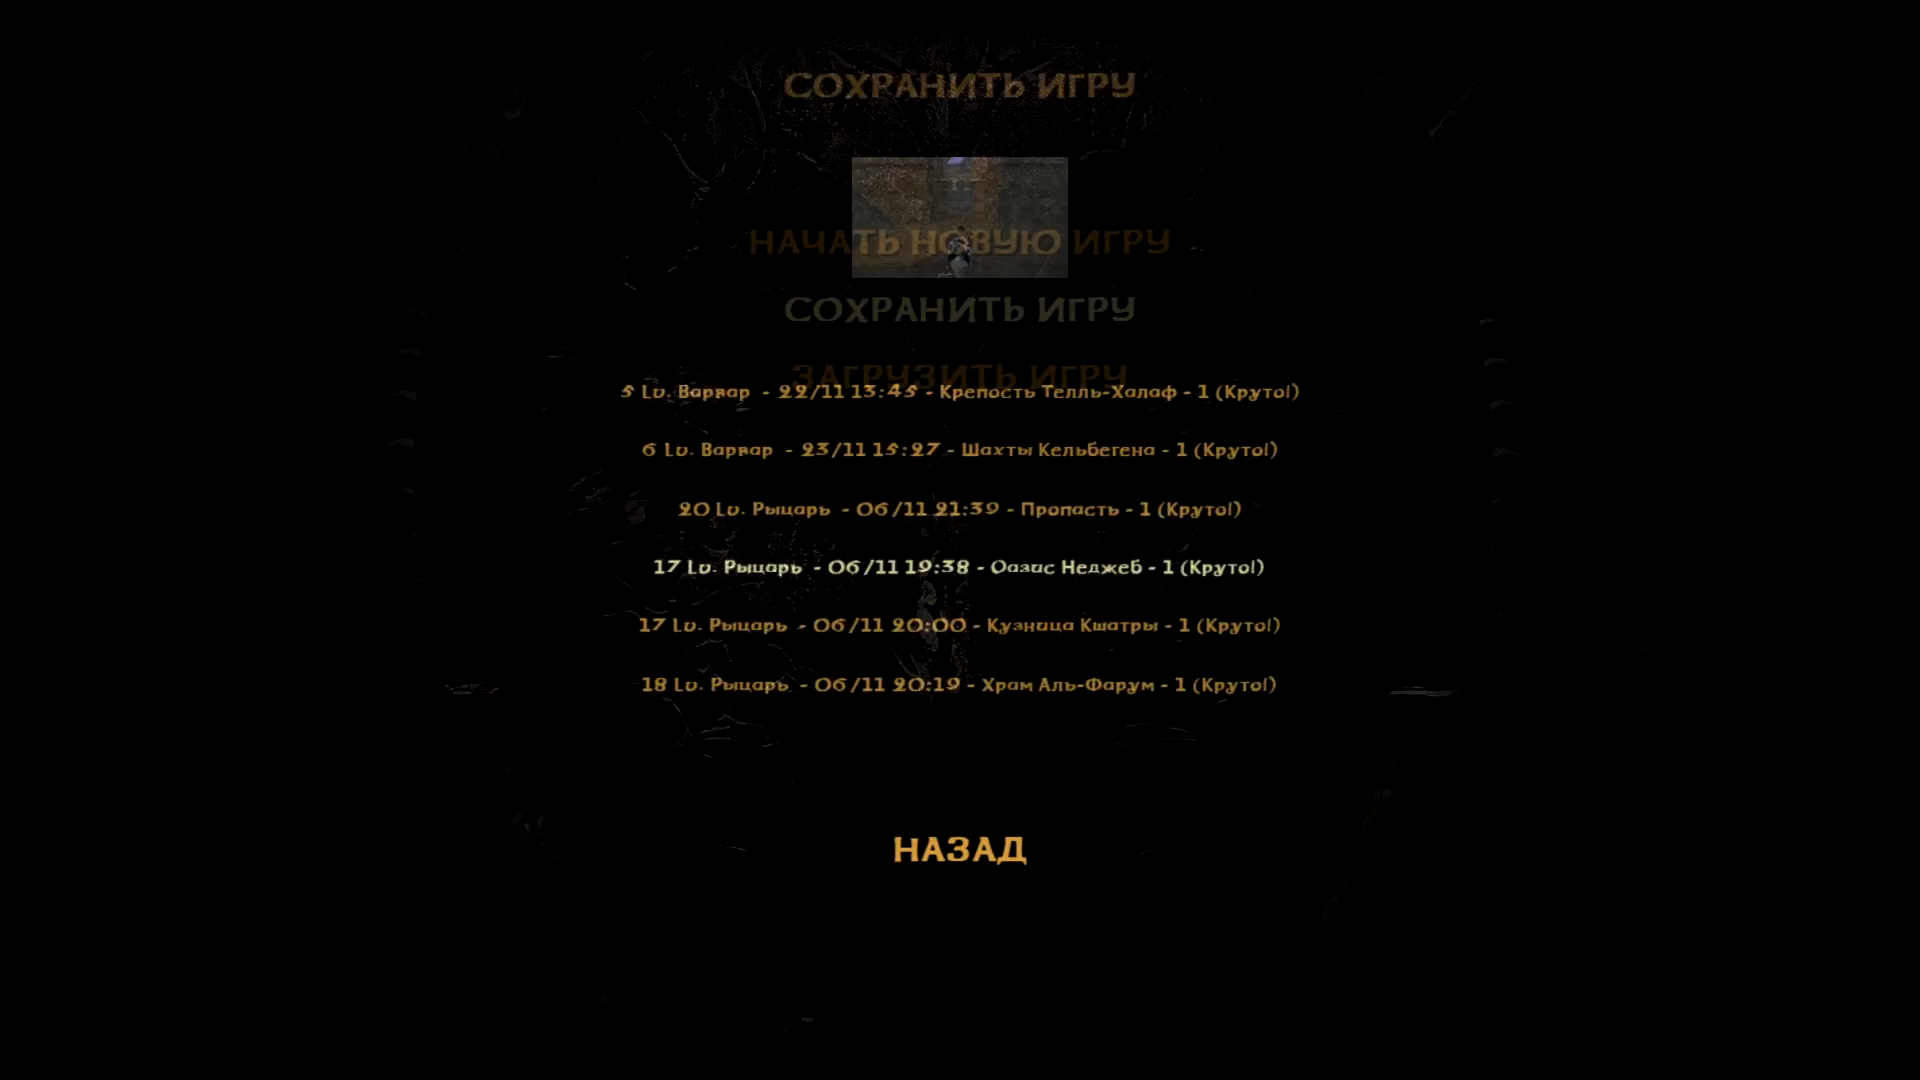 СОХРАНИТЬ ИГРУ
НАЧАТЬ НОВУЮ ИГРУ
СОХРАНИТЬ ИГРУ
ЗАГРУЗИТЬ ИГРУ
5 Lv. Варвар - 22/11 13:45 - Крепость Телль-Халаф - 1 (Круто!)
6 Lv. Варвар - 23/11 15:27 - Шахты Кельбегена - 1 (Круто!)
20 Lv. Рыцарь - 06/11 21:39 - Пропасть - 1 (Круто!)
17 Lv. Рыцарь - 06/11 19:38 - Оазис Неджеб - 1 (Круто!)
17 Lv. Рыцарь - 06/11 20:00 - Кузница Кшатры - 1 (Круто!)
18 Lv. Рыцарь - 06/11 20:19 - Храм Аль-Фарум - 1 (Круто!)
НАЗАД